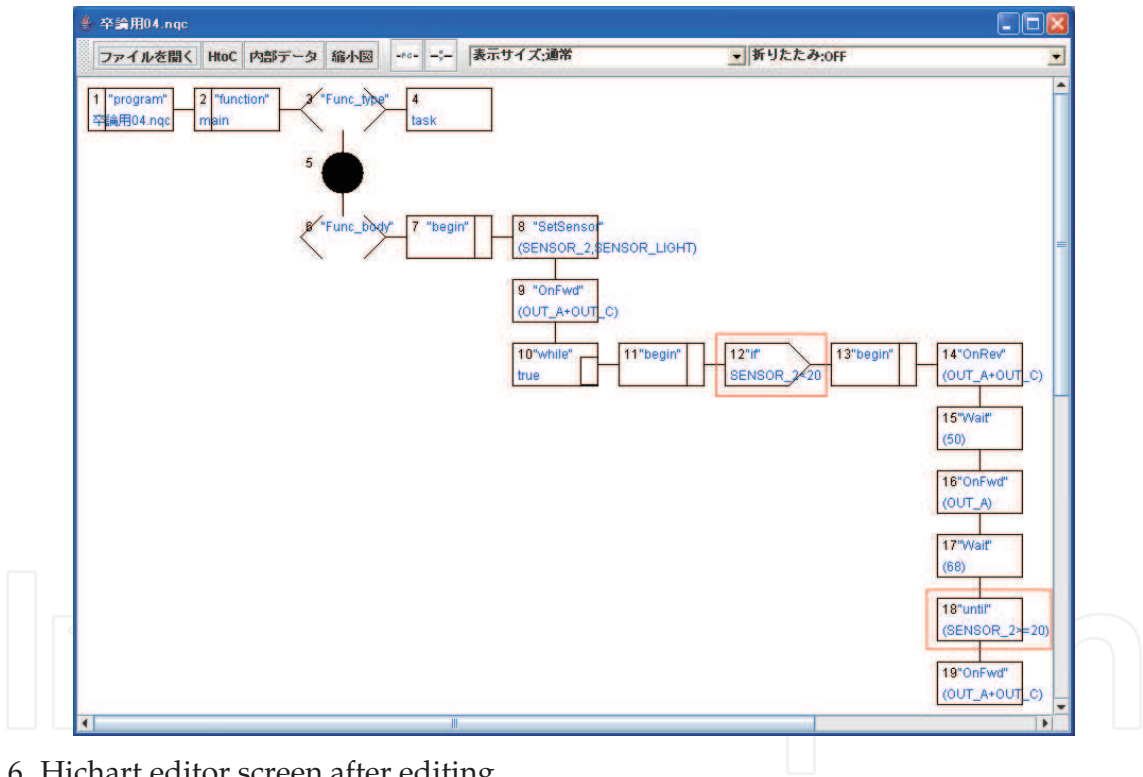 卒論用04.nqc
ファイルを開く HtoC 内部データ 縮小図 表示サイズ:通常 折りたたみ:OFF
1 "program"
卒論用04.nqc
2 "function"
main
3 "Func_type"
4
task
5
6 "Func_body"
7 "begin"
8 "SetSensor"
(SENSOR_2,SENSOR_LIGHT)
9 "OnFwd"
(OUT_A+OUT_C)
10"while"
true
11"begin"
12"if"
SENSOR_2<20
13"begin"
14"OnRev"
(OUT_A+OUT_C)
15"Wait"
(50)
16"OnFwd"
(OUT_A)
17"Wait"
(68)
18"until"
(SENSOR_2>=20)
19"OnFwd"
(OUT_A+OUT_C)
6. Hichart editor screen after editing